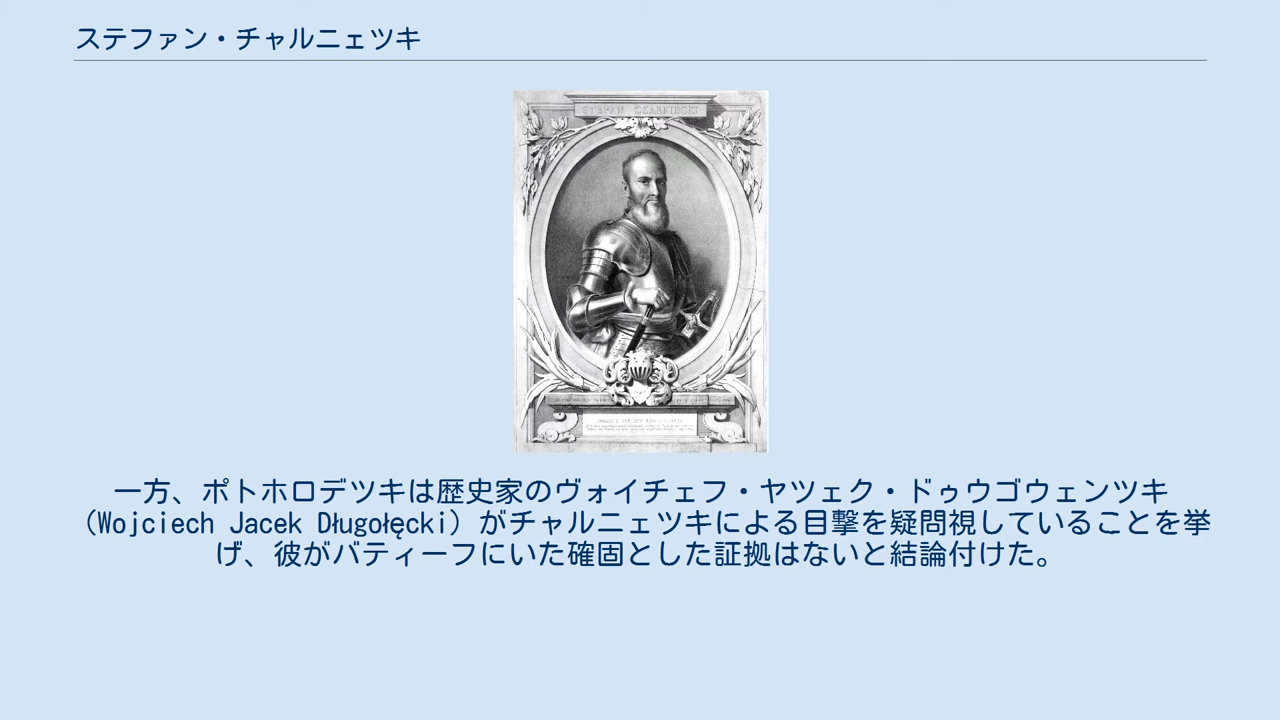 ステファン・チャルニェツキ
STEFAN CZARNIECKI
一方、ポトホロデツキは歴史家のヴォイチェフ・ヤツェク・ドゥウゴウェンツキ
（Wojciech Jacek Długołęcki）がチャルニェツキによる目撃を疑問視していることを挙
げ、彼がバティーフにいた確固とした証拠はないと結論付けた。